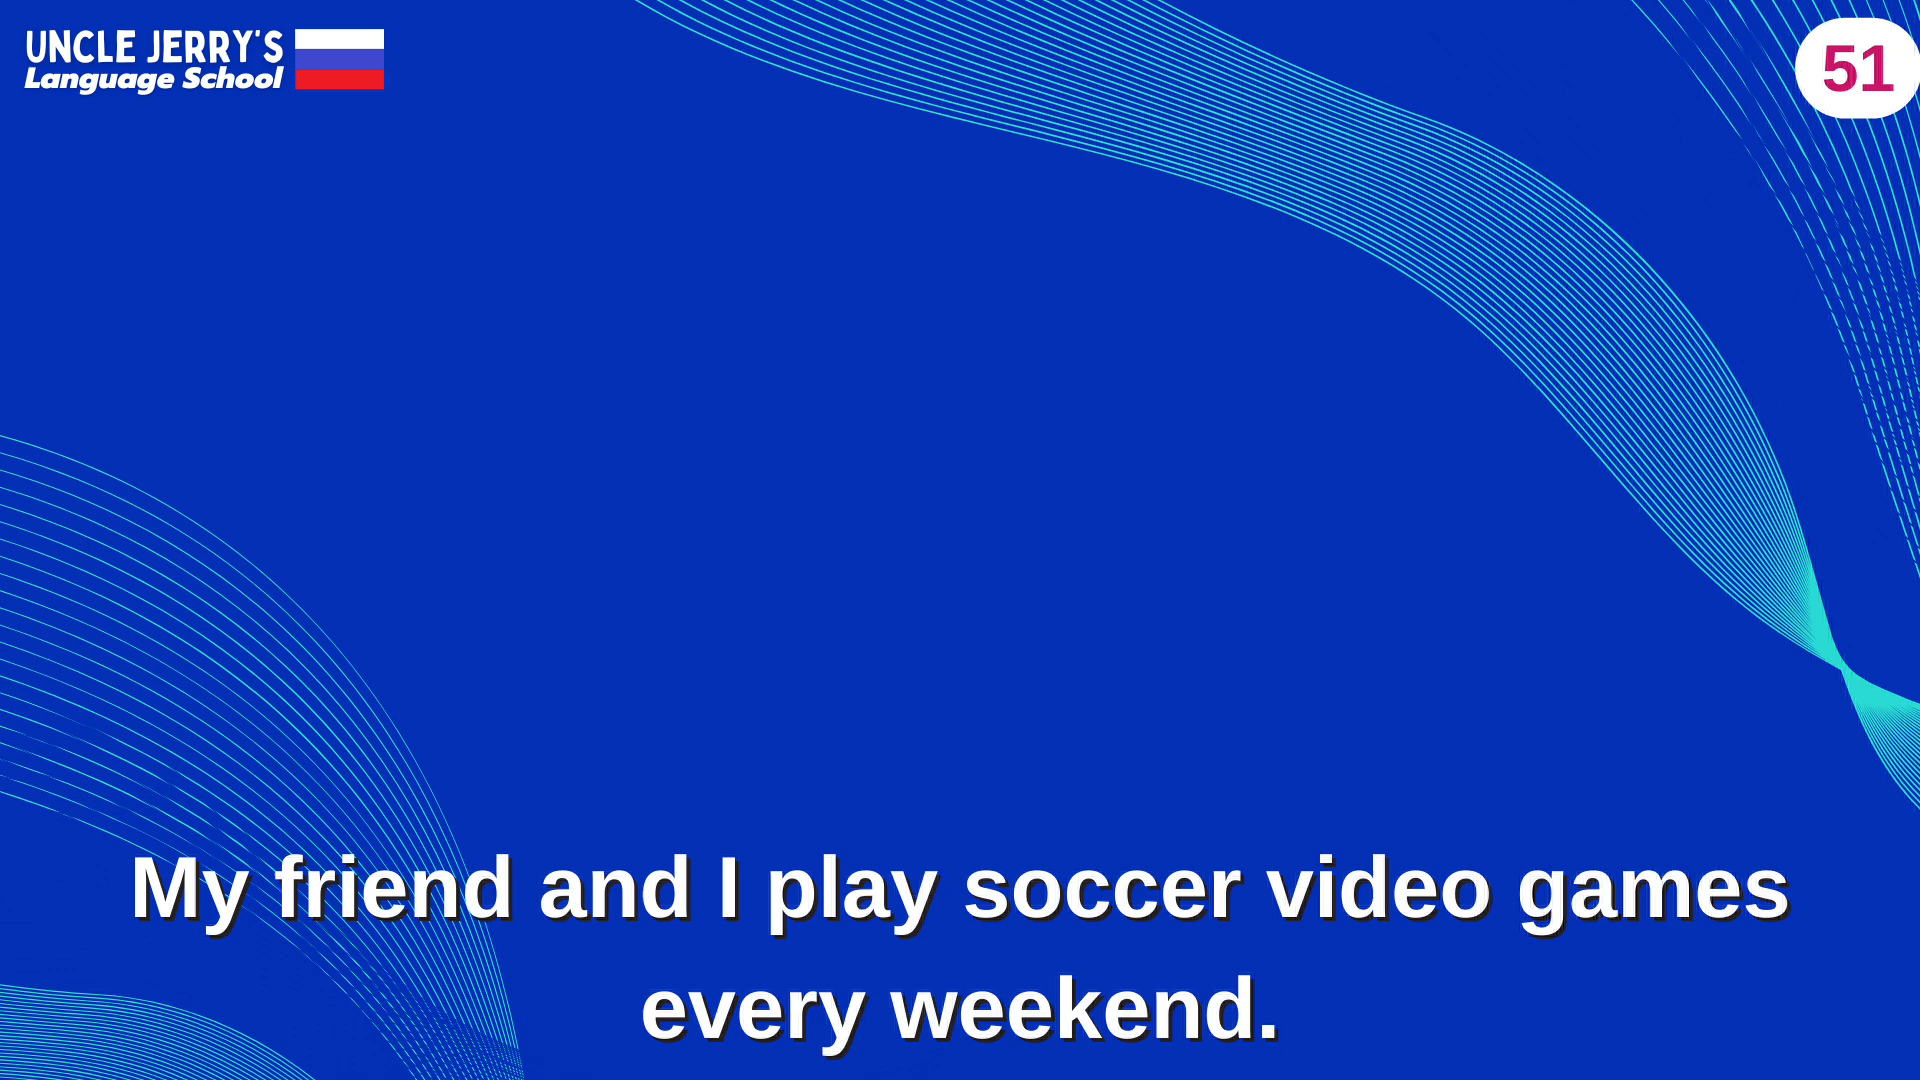 UNCLE JERRY'S
Language School
51
My friend and I play soccer video games
every weekend.